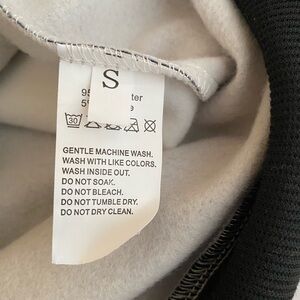 S
GENTLE MACHINE WASH.
WASH WITH LIKE COLORS.
WASH INSIDE OUT.
DO NOT SOAK.
DO NOT BLEACH.
DO NOT TUMBLE DRY.
DO NOT DRY CLEAN.